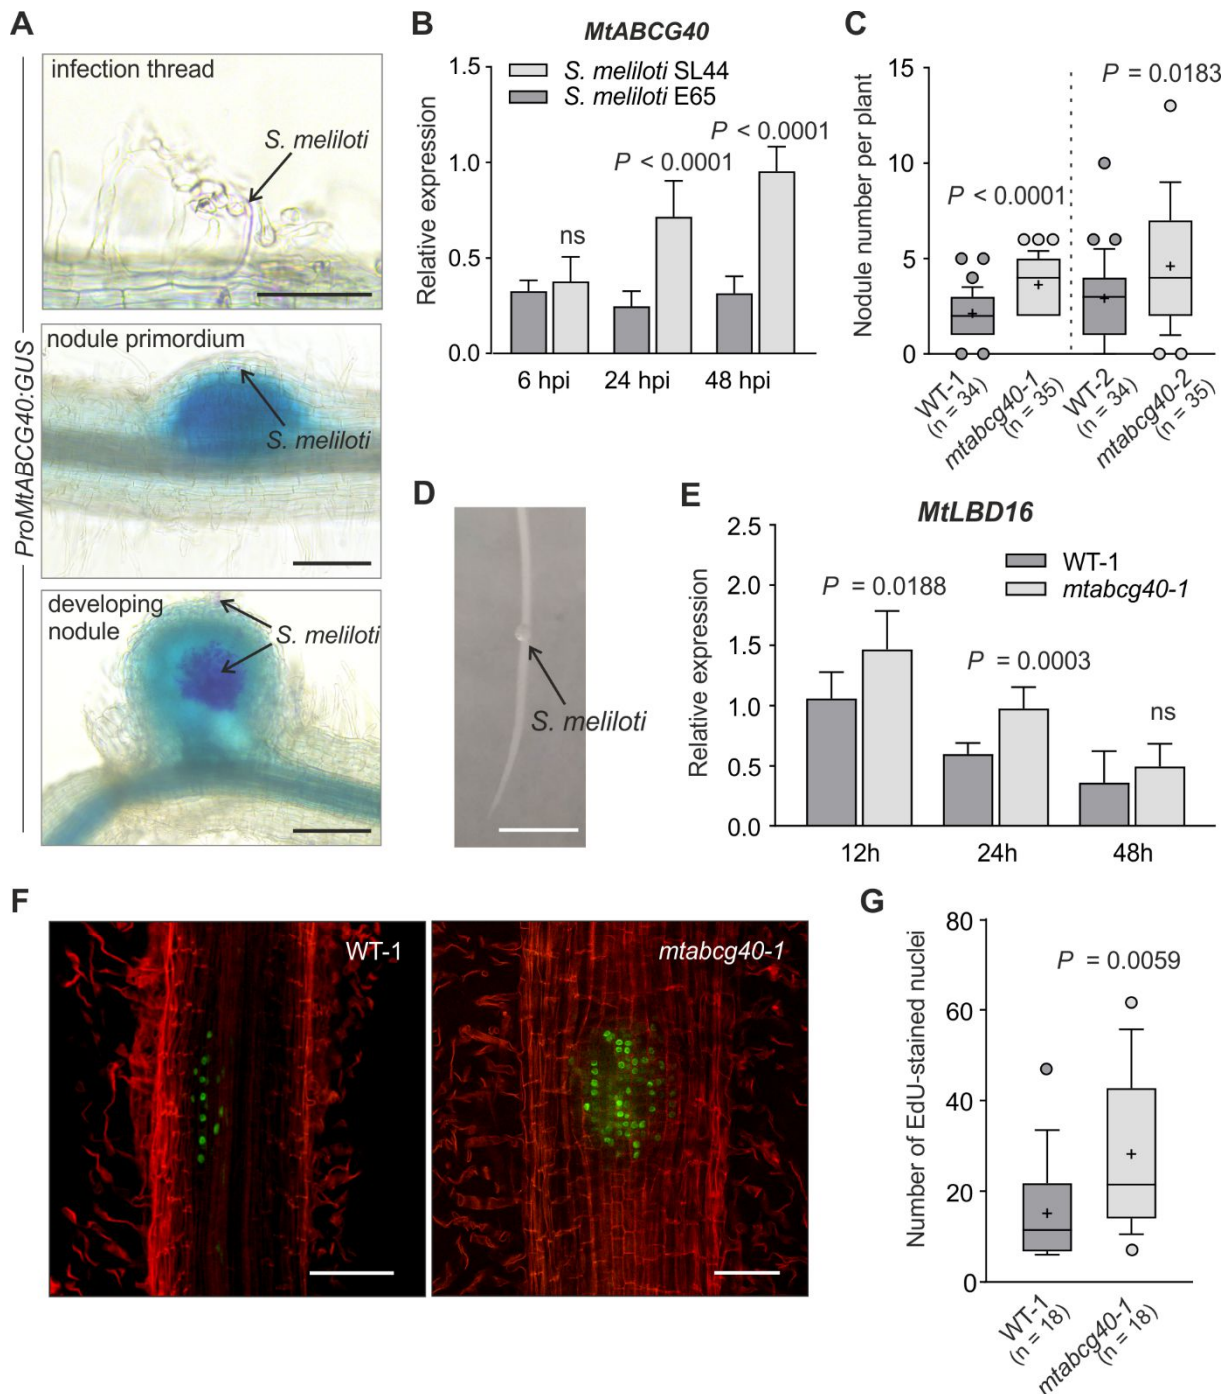 A
ProMtABCG40:GUS
infection thread
S. meliloti
nodule primordium
S. meliloti
developing
nodule
S. meliloti
B
MtABCG40
S. meliloti SL44
S. meliloti E65
Relative expression
1.5
1.0
0.5
0.0
ns
P < 0.0001
P < 0.0001
6 hpi
24 hpi
48 hpi
C
Nodule number per plant
15
10
5
0
P < 0.0001
P = 0.0183
WT-1
(n = 34)
mtabcg40-1
(n = 35)
WT-2
(n = 34)
mtabcg40-2
(n = 35)
D
S. meliloti
E
MtLBD16
WT-1
mtabcg40-1
Relative expression
2.5
2.0
1.5
1.0
0.5
0.0
P = 0.0188
P = 0.0003
ns
12h
24h
48h
F
WT-1
mtabcg40-1
G
Number of EdU-stained nuclei
80
60
40
20
0
P = 0.0059
WT-1
(n = 18)
mtabcg40-1
(n = 18)